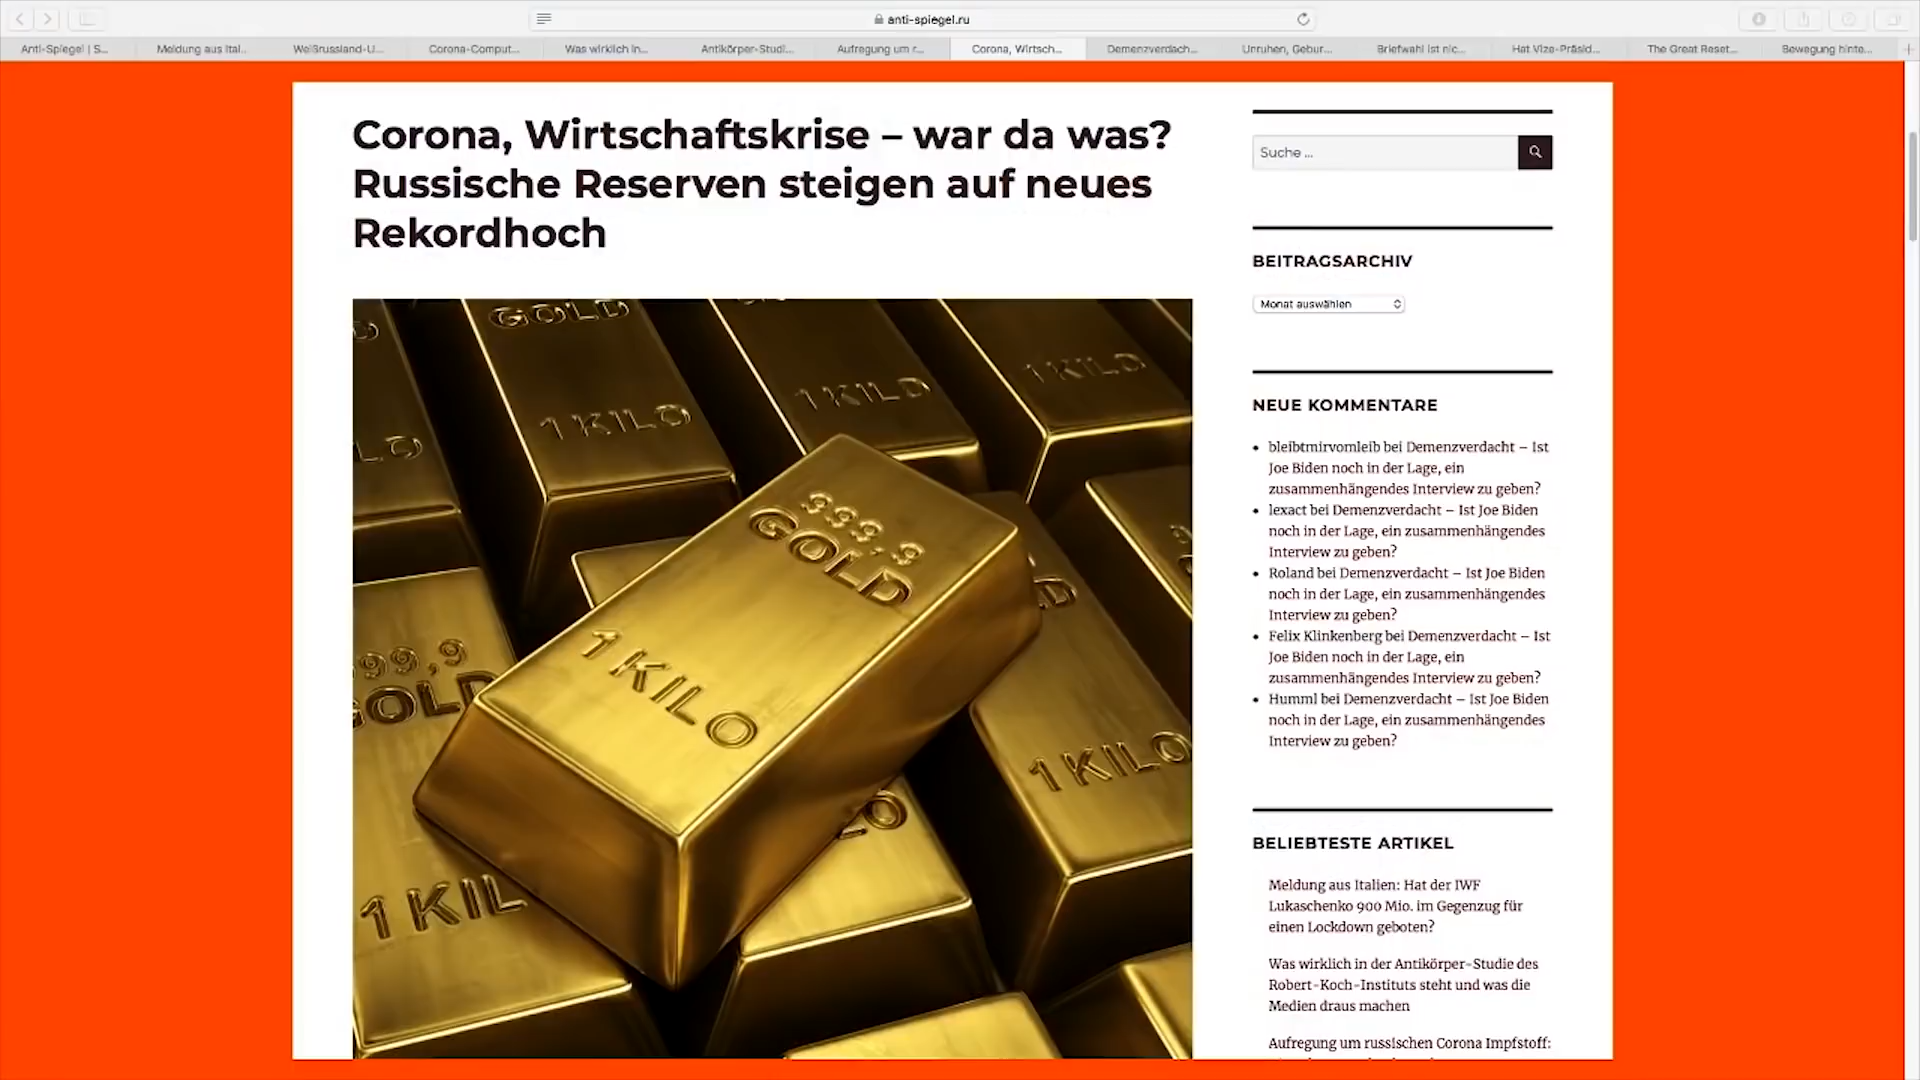 anti-spiegel.ru
Anti-Spiegel | S...
Meldung aus Ital...
Weißrussland-U...
Corona-Comput...
Was wirklich in...
Antikörper-Studi...
Aufregung um r...
Corona, Wirtsch...
Demenzverdach...
Unruhen, Gebur...
Briefwahl ist nic...
Hat Vize-Präsid...
The Great Reset...
Bewegung hinte...
Corona, Wirtschaftskrise – war da was?
Russische Reserven steigen auf neues
Rekordhoch
GOLD
1 KILO
1 KILO
1 KILO
999,9
GOLD
1 KILO
999,9
GOLD
1 KILO
1 KIL
Suche ...
BEITRAGSARCHIV
Monat auswählen
NEUE KOMMENTARE
bleibtmirvomleib bei Demenzverdacht – Ist
Joe Biden noch in der Lage, ein
zusammenhängendes Interview zu geben?
lexact bei Demenzverdacht – Ist Joe Biden
noch in der Lage, ein zusammenhängendes
Interview zu geben?
Roland bei Demenzverdacht – Ist Joe Biden
noch in der Lage, ein zusammenhängendes
Interview zu geben?
Felix Klinkenberg bei Demenzverdacht – Ist
Joe Biden noch in der Lage, ein
zusammenhängendes Interview zu geben?
Humml bei Demenzverdacht – Ist Joe Biden
noch in der Lage, ein zusammenhängendes
Interview zu geben?
BELIEBTESTE ARTIKEL
Meldung aus Italien: Hat der IWF
Lukaschenko 900 Mio. im Gegenzug für
einen Lockdown geboten?
Was wirklich in der Antikörper-Studie des
Robert-Koch-Instituts steht und was die
Medien draus machen
Aufregung um russischen Corona Impfstoff: